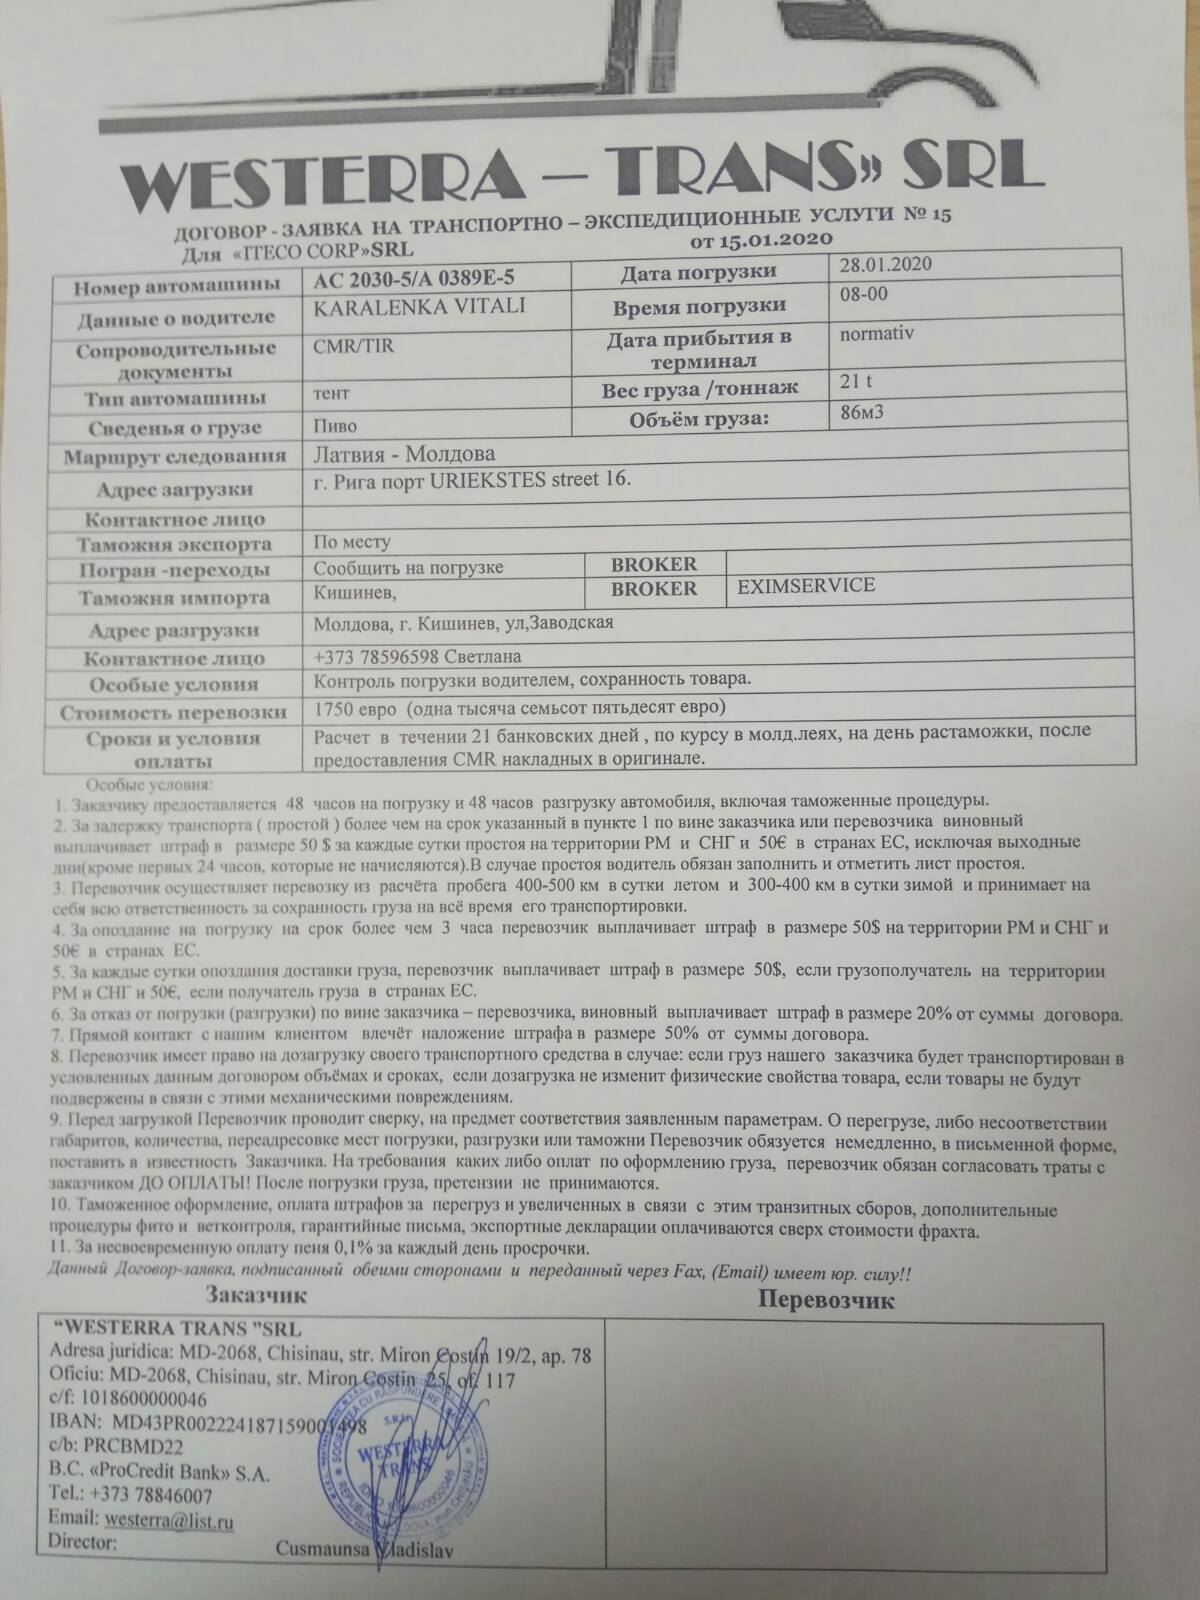 WESTERRA – TRANS» SRL
ДОГОВОР - ЗАЯВКА НА ТРАНСПОРТНО – ЭКСПЕДИЦИОННЫЕ УСЛУГИ № 15
Для «ITECO CORP»SRL от 15.01.2020
Номер автомашины AC 2030-5/A 0389E-5 Дата погрузки 28.01.2020
Данные о водителе KARALENKA VITALI Время погрузки 08-00
Сопроводительные документы CMR/TIR Дата прибытия в терминал normativ
Тип автомашины тент Вес груза /тоннаж 21 t
Сведенья о грузе Пиво Объём груза: 86м3
Маршрут следования Латвия - Молдова
Адрес загрузки г. Рига порт URIEKSTES street 16.
Контактное лицо
Таможня экспорта По месту
Погран -переходы Сообщить на погрузке BROKER
Таможня импорта Кишинев, BROKER EXIMSERVICE
Адрес разгрузки Молдова, г. Кишинев, ул,Заводская
Контактное лицо +373 78596598 Светлана
Особые условия Контроль погрузки водителем, сохранность товара.
Стоимость перевозки 1750 евро (одна тысяча семьсот пятьдесят евро)
Сроки и условия Расчет в течении 21 банковских дней , по курсу в молд.леях, на день растаможки, после
оплаты предоставления CMR накладных в оригинале.
Особые условия:
1. Заказчику предоставляется 48 часов на погрузку и 48 часов разгрузку автомобиля, включая таможенные процедуры.
2. За задержку транспорта ( простой ) более чем на срок указанный в пункте 1 по вине заказчика или перевозчика виновный
выплачивает штраф в размере 50 $ за каждые сутки простоя на территории РМ и СНГ и 50€ в странах ЕС, исключая выходные
дни(кроме первых 24 часов, которые не начисляются).В случае простоя водитель обязан заполнить и отметить лист простоя.
3. Перевозчик осуществляет перевозку из расчёта пробега 400-500 км в сутки летом и 300-400 км в сутки зимой и принимает на
себя всю ответственность за сохранность груза на всё время его транспортировки.
4. За опоздание на погрузку на срок более чем 3 часа перевозчик выплачивает штраф в размере 50$ на территории РМ и СНГ и
50€ в странах ЕС.
5. За каждые сутки опоздания доставки груза, перевозчик выплачивает штраф в размере 50$, если грузополучатель на территории
РМ и СНГ и 50€, если получатель груза в странах ЕС.
6. За отказ от погрузки (разгрузки) по вине заказчика – перевозчика, виновный выплачивает штраф в размере 20% от суммы договора.
7. Прямой контакт с нашим клиентом влечёт наложение штрафа в размере 50% от суммы договора.
8. Перевозчик имеет право на дозагрузку своего транспортного средства в случае: если груз нашего заказчика будет транспортирован в
условленных данным договором объёмах и сроках, если дозагрузка не изменит физические свойства товара, если товары не будут
подвержены в связи с этими механическими повреждениям.
9. Перед загрузкой Перевозчик проводит сверку, на предмет соответствия заявленным параметрам. О перегрузе, либо несоответствии
габаритов, количества, переадресовке мест погрузки, разгрузки или таможни Перевозчик обязуется немедленно, в письменной форме,
поставить в известность Заказчика. На требования каких либо оплат по оформлению груза, перевозчик обязан согласовать траты с
заказчиком ДО ОПЛАТЫ! После погрузки груза, претензии не принимаются.
10. Таможенное оформление, оплата штрафов за перегруз и увеличенных в связи с этим транзитных сборов, дополнительные
процедуры фито и ветконтроля, гарантийные письма, экспортные декларации оплачиваются сверх стоимости фрахта.
11. За несвоевременную оплату пеня 0,1% за каждый день просрочки.
Данный Договор-заявка, подписанный обеими сторонами и переданный через Fax, (Email) имеет юр. силу!!
Заказчик Перевозчик
“WESTERRA TRANS ”SRL
Adresa juridica: MD-2068, Chisinau, str. Miron Costin 19/2, ap. 78
Oficiu: MD-2068, Chisinau, str. Miron Costin 25, of. 117
c/f: 1018600000046
IBAN: MD43PR002224187159001498
c/b: PRCBMD22
B.C. «ProCredit Bank» S.A.
Tel.: +373 78846007
Email: westerra@list.ru
Director: Cusmaunsa Vladislav
S.R.L.
WESTERRA
TRANS